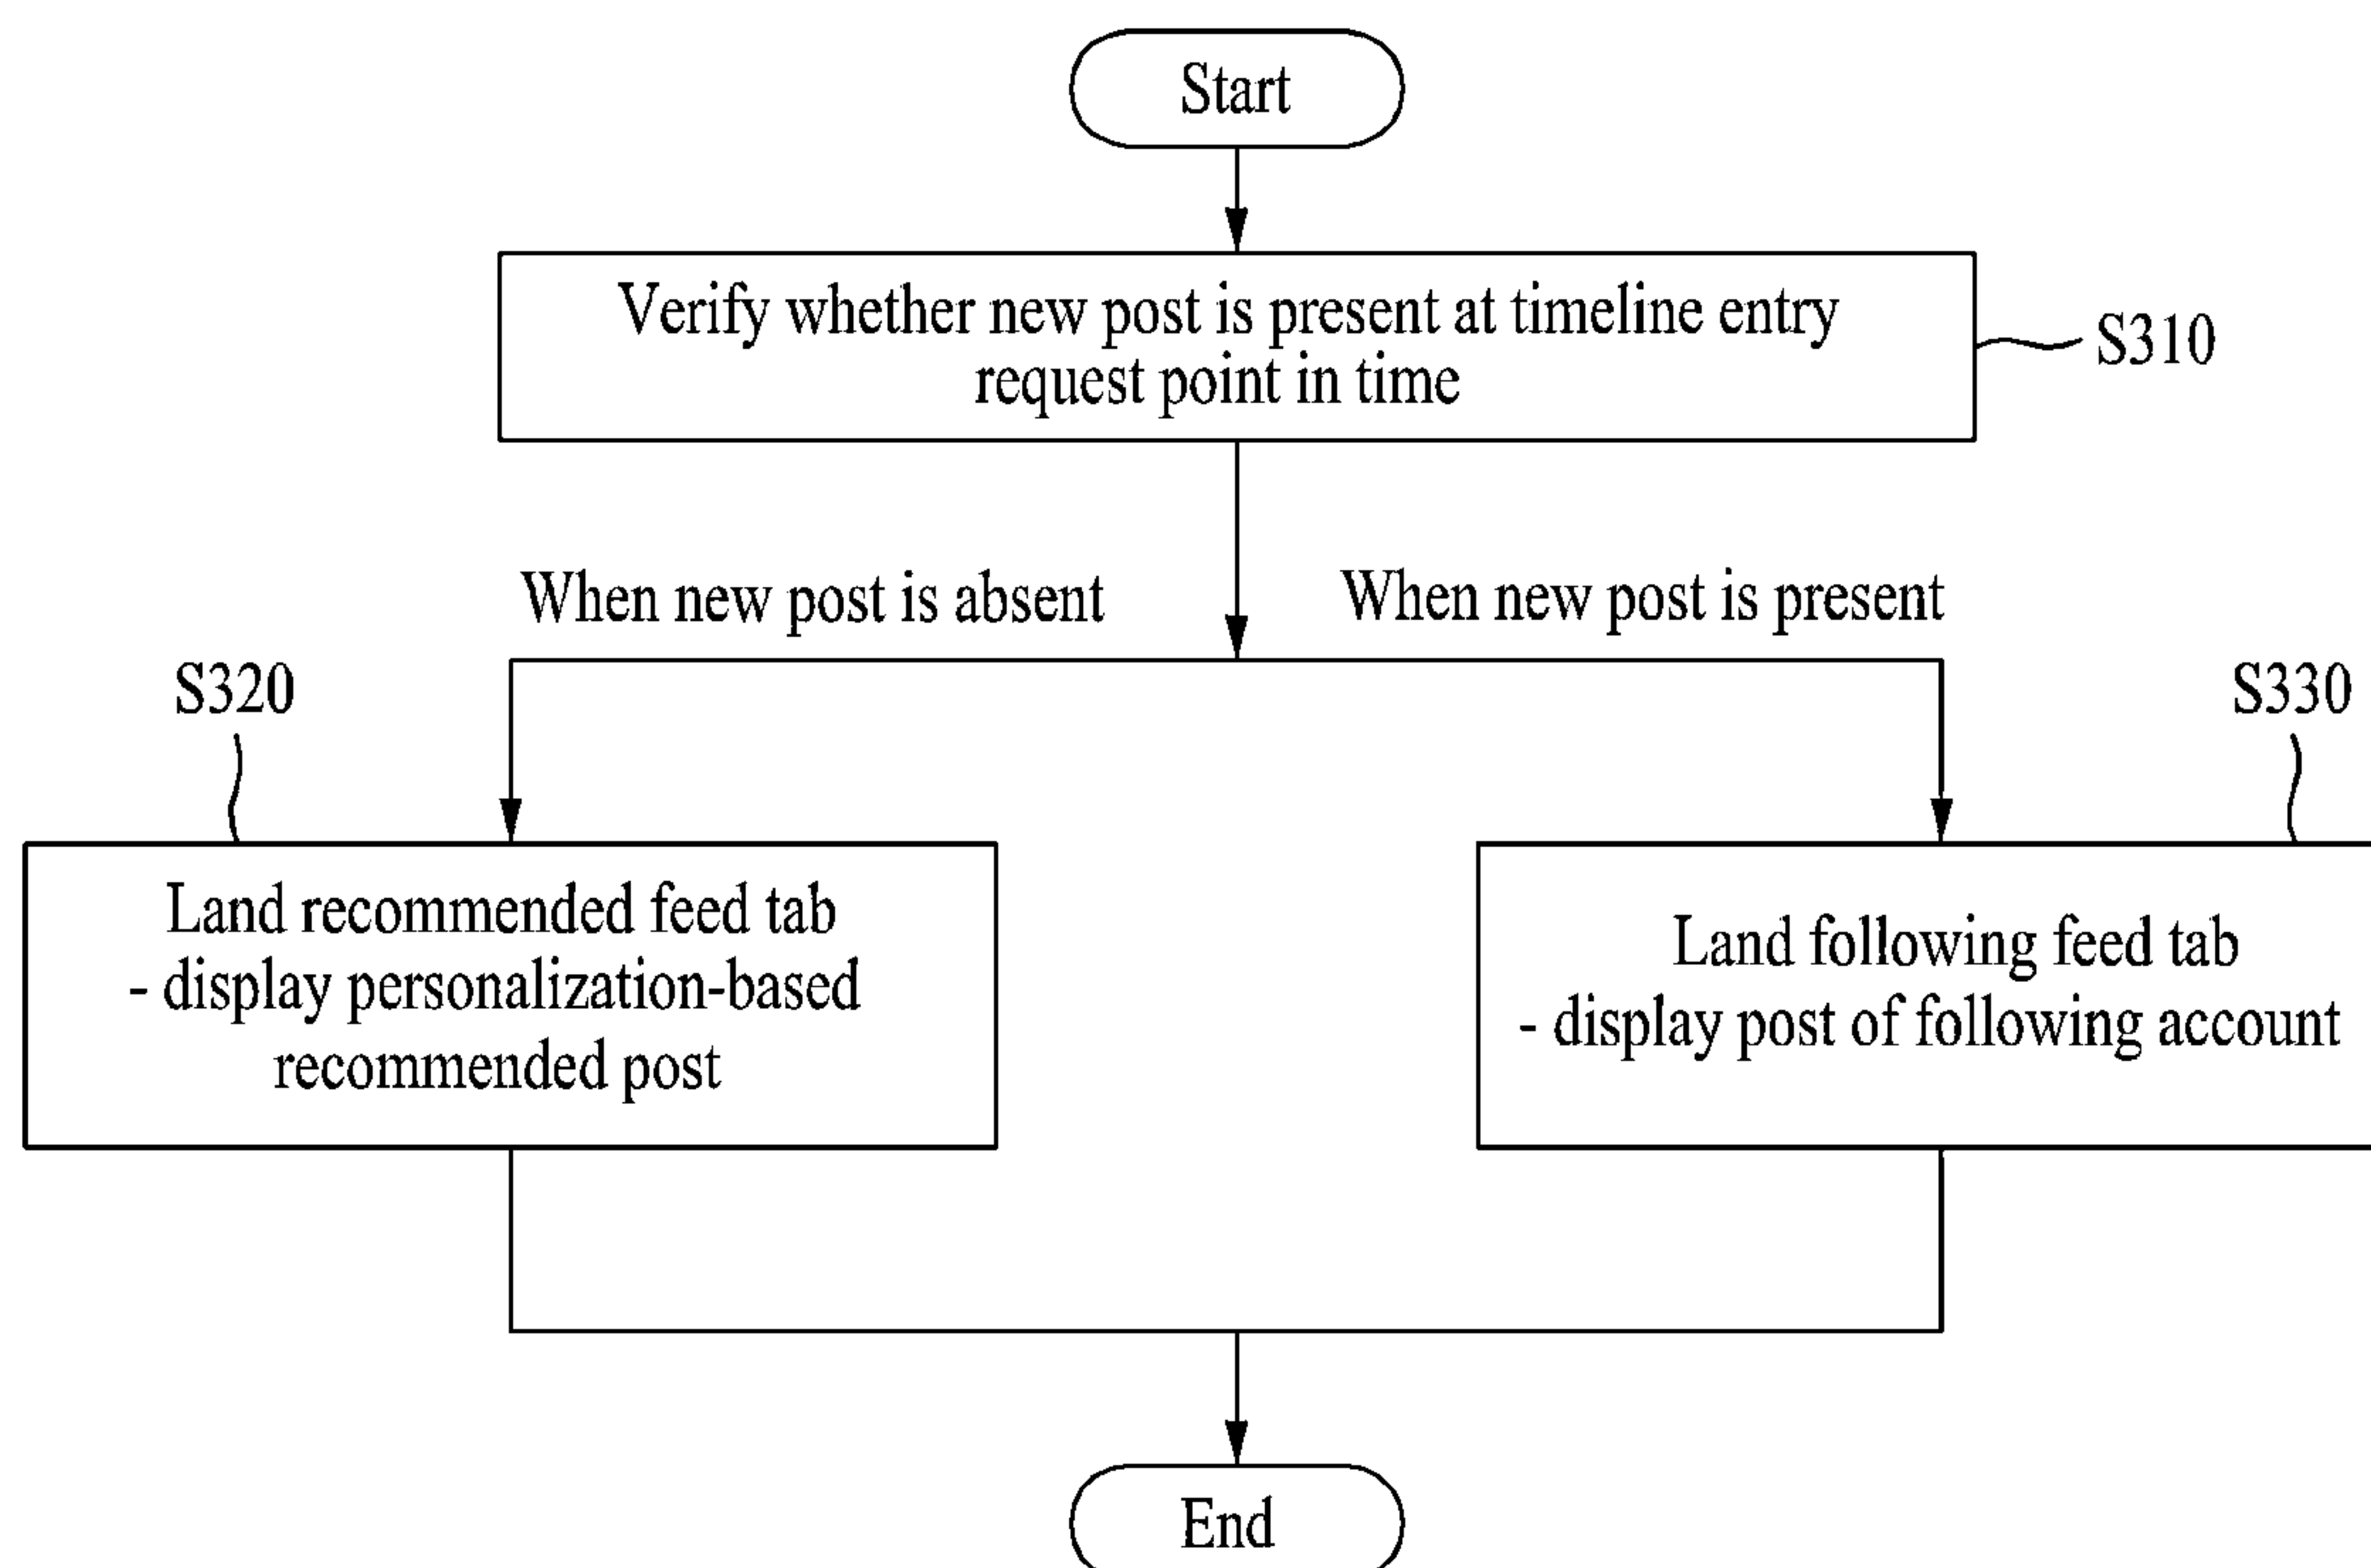 Start
Verify whether new post is present at timeline entry
request point in time
S310
When new post is absent
When new post is present
S320
S330
Land recommended feed tab
- display personalization-based
recommended post
Land following feed tab
- display post of following account
End